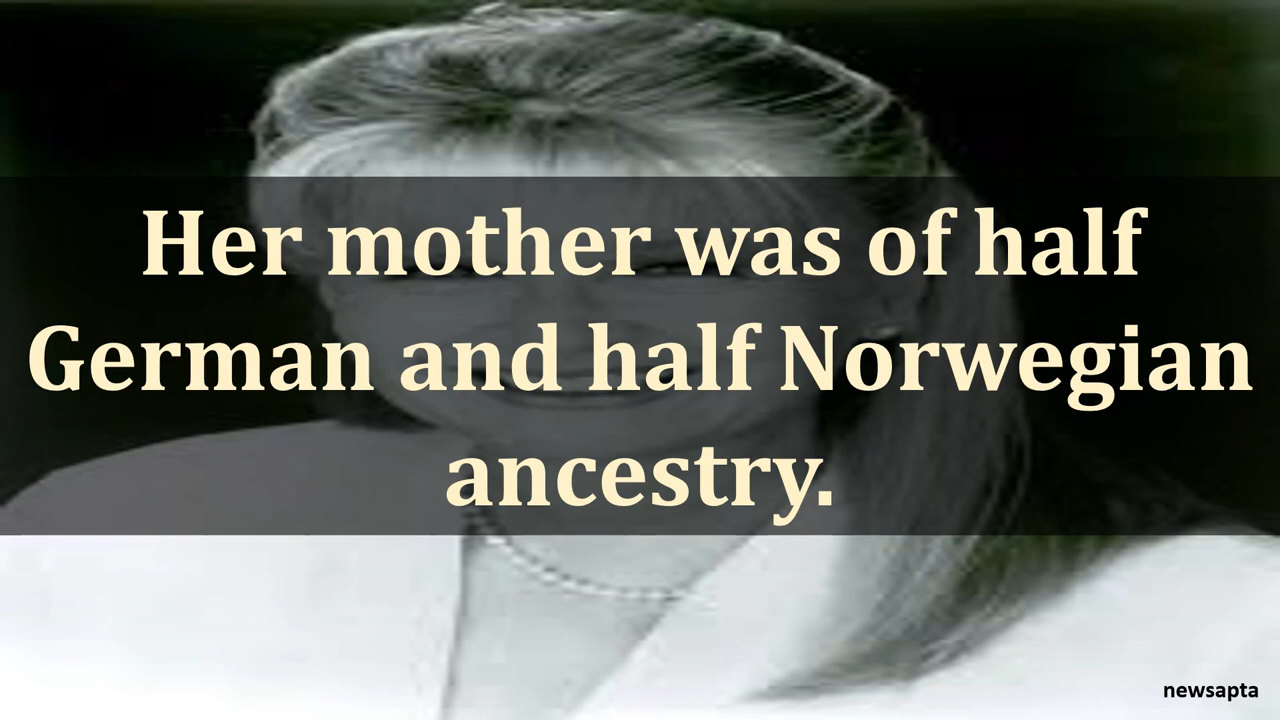 Her mother was of half
German and half Norwegian
ancestry.
newsapta